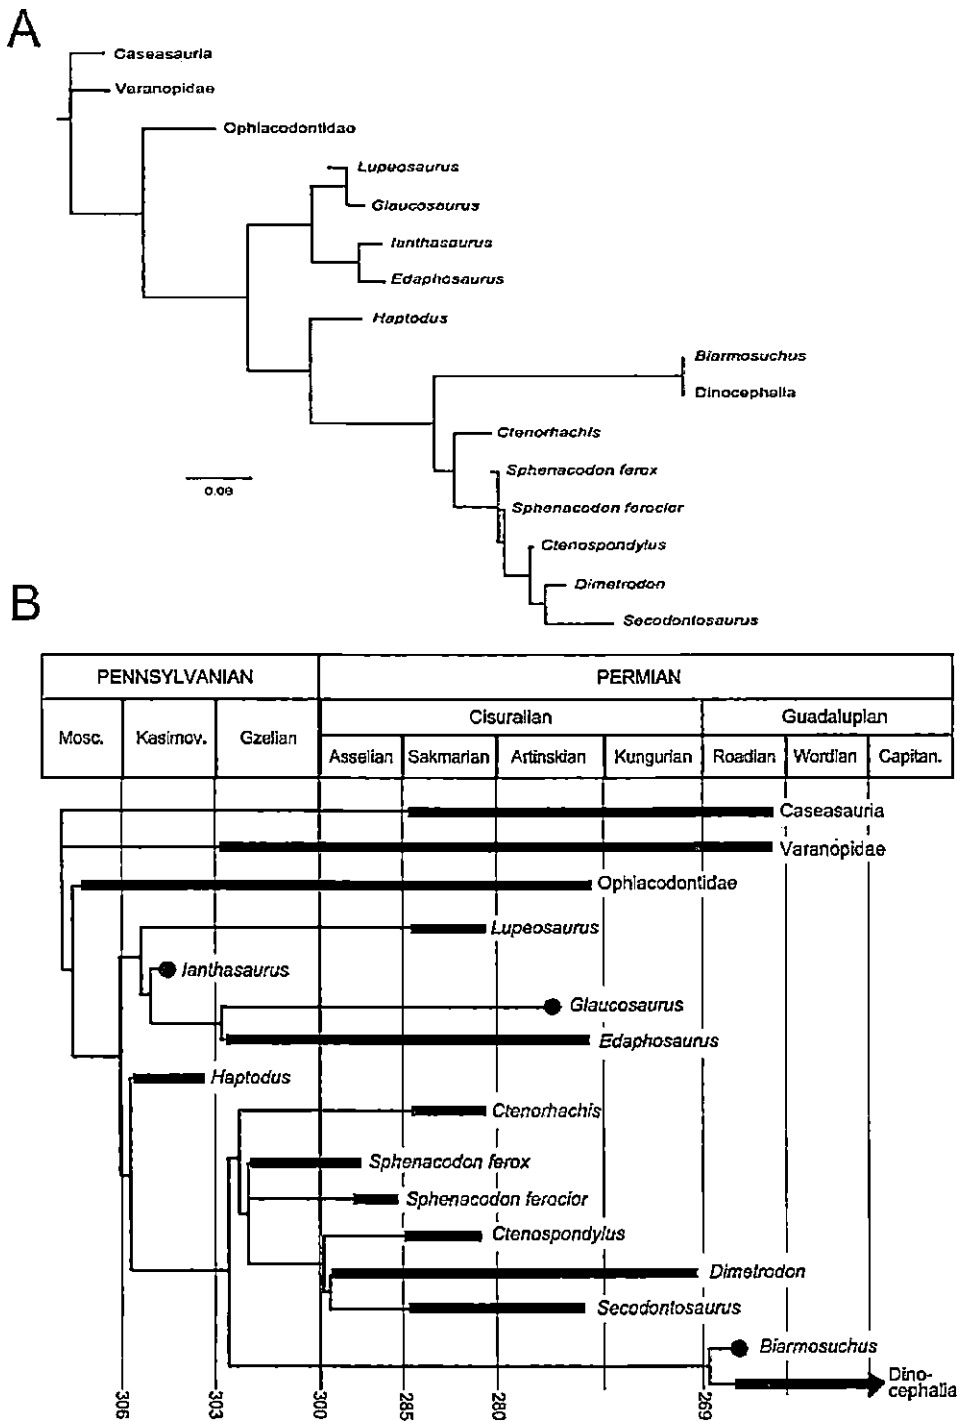 A
Caseasauria
Varanopidae
Ophiacodontidae
Lupeosaurus
Glaucosaurus
Ianthasaurus
Edaphosaurus
Haptodus
Biarmosuchus
Dinocephalia
Ctenorhachis
Sphenacodon ferox
0.06
Sphenacodon ferocior
Ctenospondylus
Dimetrodon
Secodontosaurus
B
PENNSYLVANIAN PERMIAN
Cisuralian Guadalupian
Mosc. Kasimov. Gzelian
Asselian Sakmarian Artinskian Kungurian Roadian Wordian Capitan.
Caseasauria
Varanopidae
Ophiacodontidae
Lupeosaurus
Ianthasaurus
Glaucosaurus
Edaphosaurus
Haptodus
Ctenorhachis
Sphenacodon ferox
Sphenacodon ferocior
Ctenospondylus
Dimetrodon
Secodontosaurus
Biarmosuchus
Dino-
cephalia
306 303 300 285 280 269